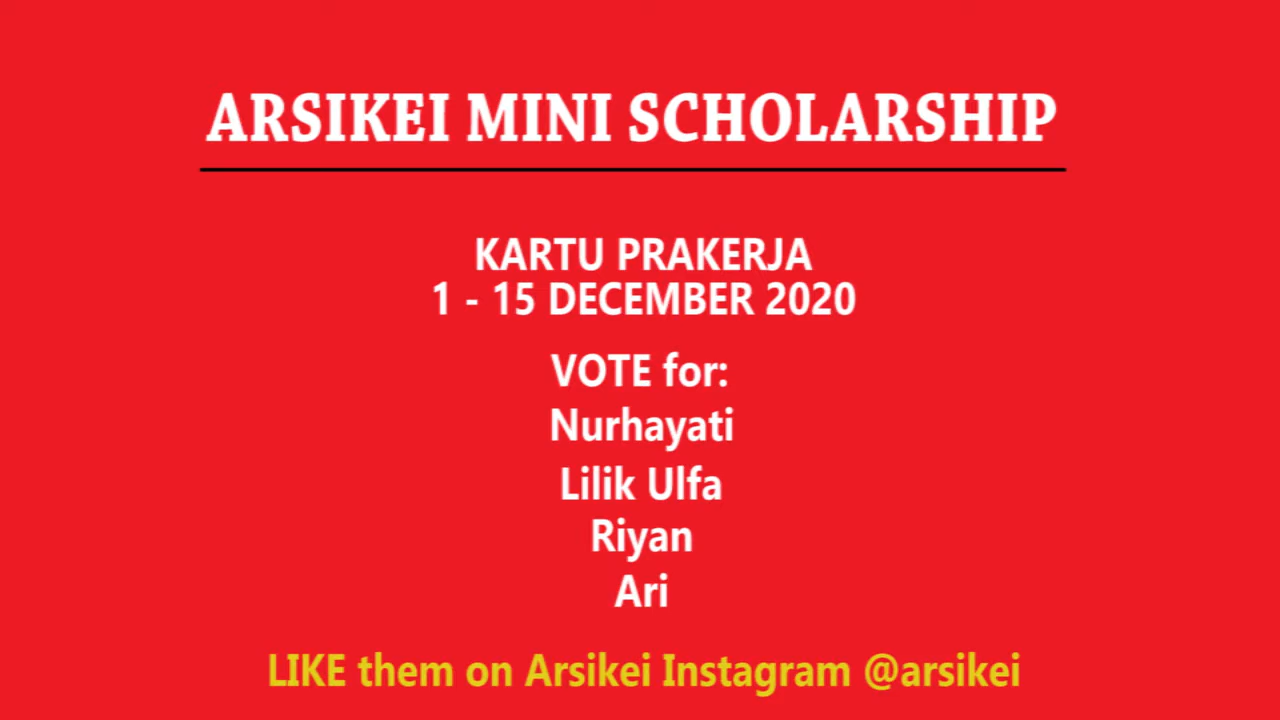 ARSIKEI MINI SCHOLARSHIP
KARTU PRAKERJA
1 - 15 DECEMBER 2020
VOTE for:
Nurhayati
Lilik Ulfa
Riyan
Ari
LIKE them on Arsikei Instagram @arsikei